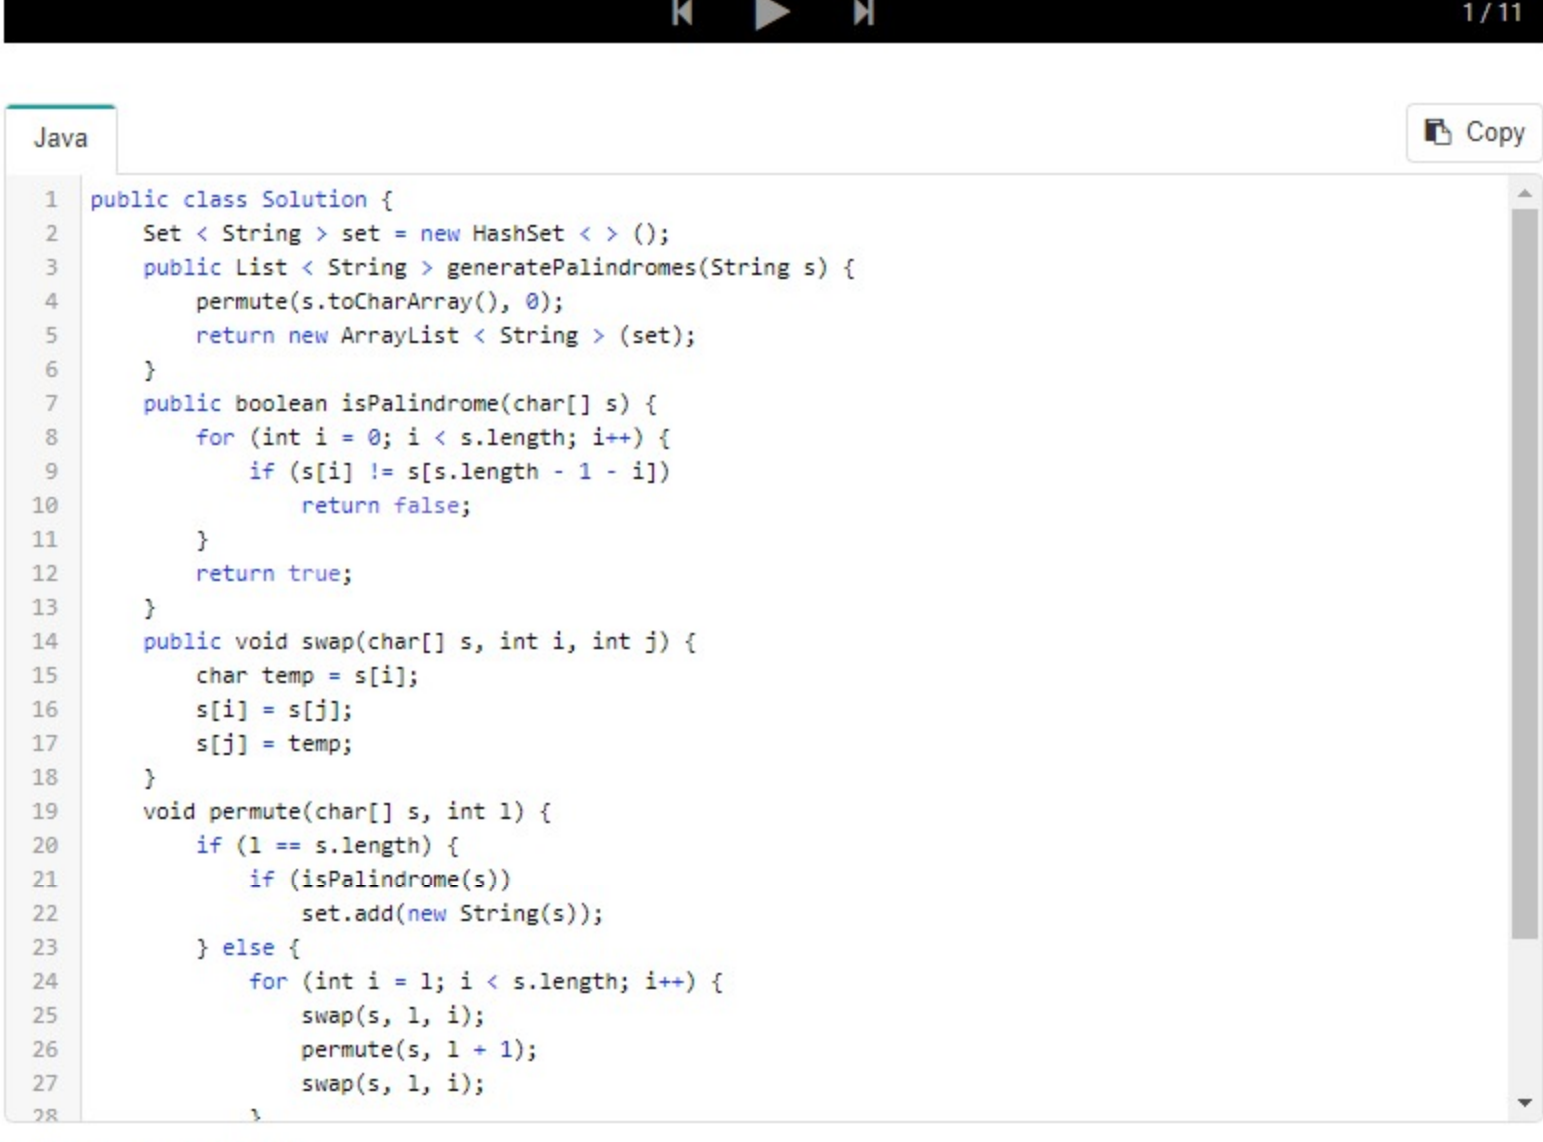 1 / 11
Java
Copy
1 public class Solution {
2     Set < String > set = new HashSet < > ();
3     public List < String > generatePalindromes(String s) {
4         permute(s.toCharArray(), 0);
5         return new ArrayList < String > (set);
6     }
7     public boolean isPalindrome(char[] s) {
8         for (int i = 0; i < s.length; i++) {
9             if (s[i] != s[s.length - 1 - i])
10                 return false;
11         }
12         return true;
13     }
14     public void swap(char[] s, int i, int j) {
15         char temp = s[i];
16         s[i] = s[j];
17         s[j] = temp;
18     }
19     void permute(char[] s, int l) {
20         if (l == s.length) {
21             if (isPalindrome(s))
22                 set.add(new String(s));
23         } else {
24             for (int i = l; i < s.length; i++) {
25                 swap(s, l, i);
26                 permute(s, l + 1);
27                 swap(s, l, i);
28             }